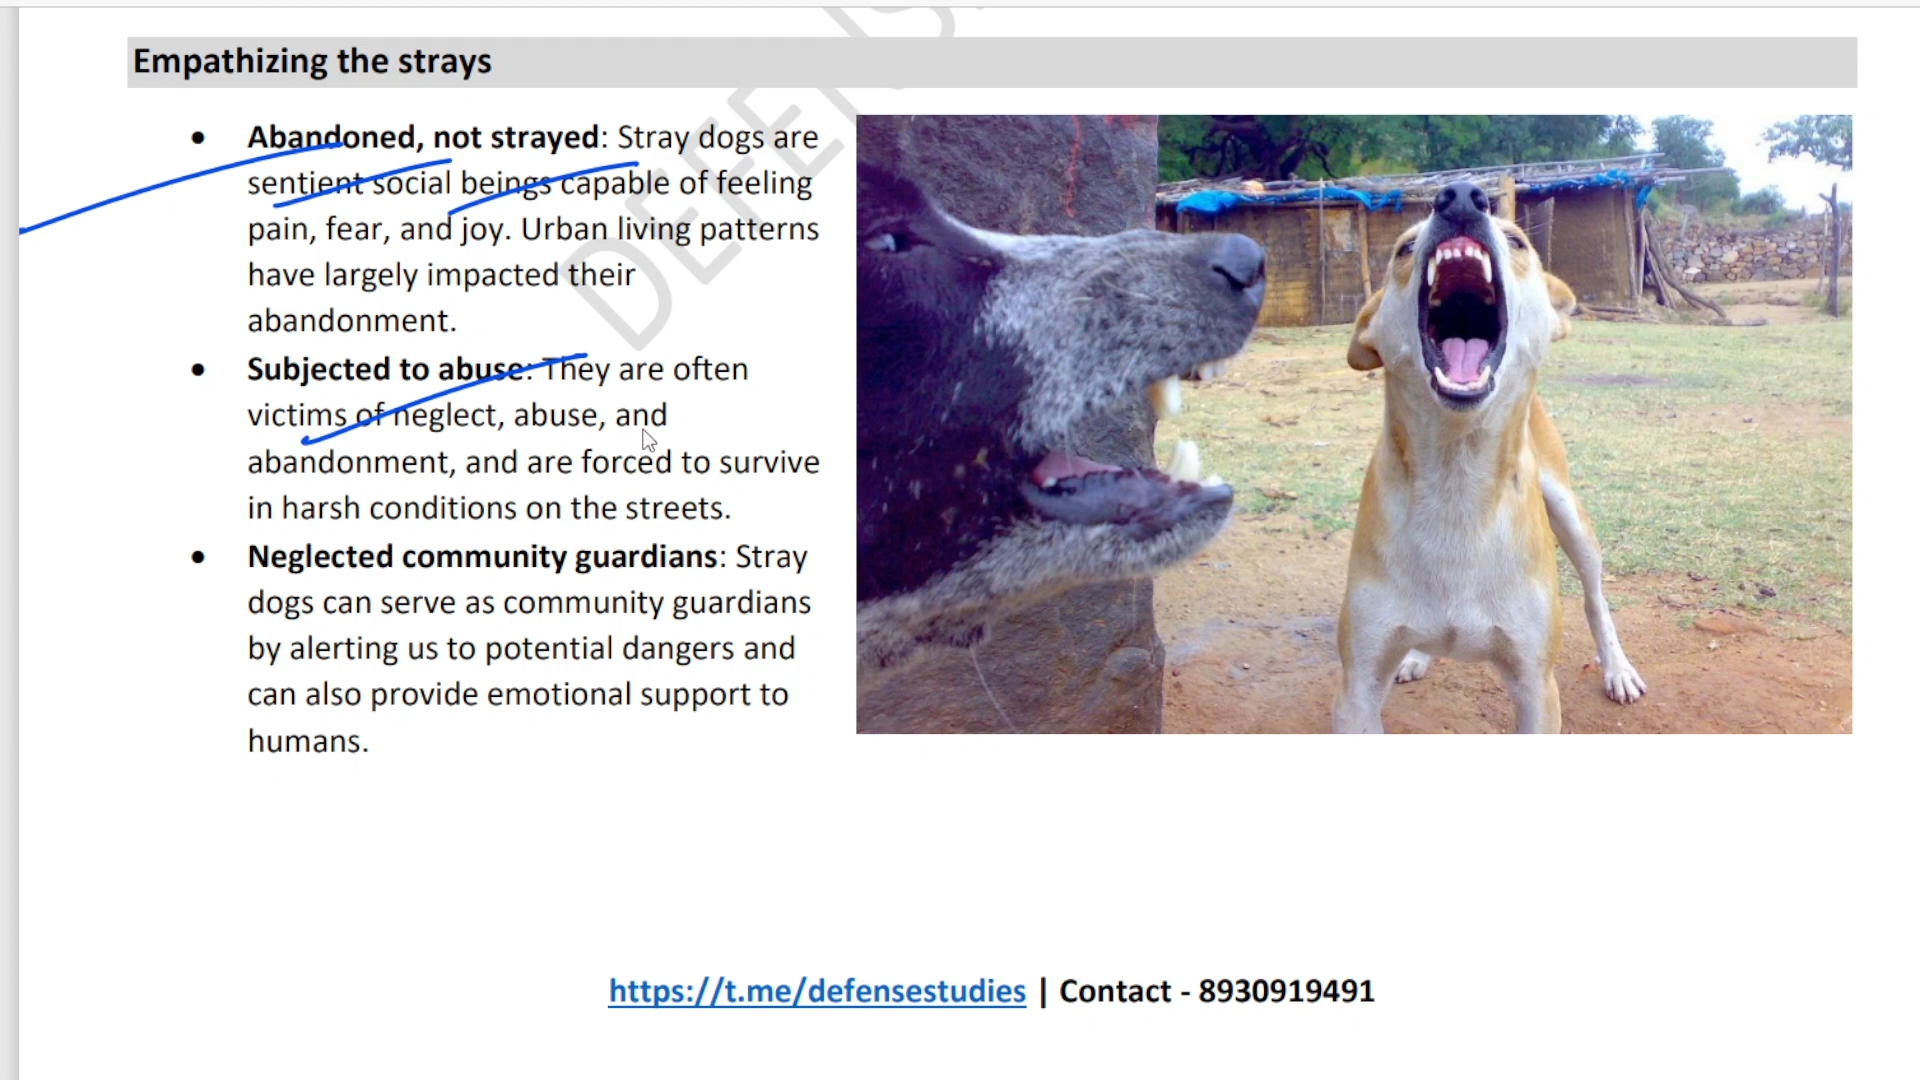 Empathizing the strays
• Abandoned, not strayed: Stray dogs are
sentient social beings capable of feeling
pain, fear, and joy. Urban living patterns
have largely impacted their
abandonment.
• Subjected to abuse: They are often
victims of neglect, abuse, and
abandonment, and are forced to survive
in harsh conditions on the streets.
• Neglected community guardians: Stray
dogs can serve as community guardians
by alerting us to potential dangers and
can also provide emotional support to
humans.
https://t.me/defensestudies | Contact - 8930919491